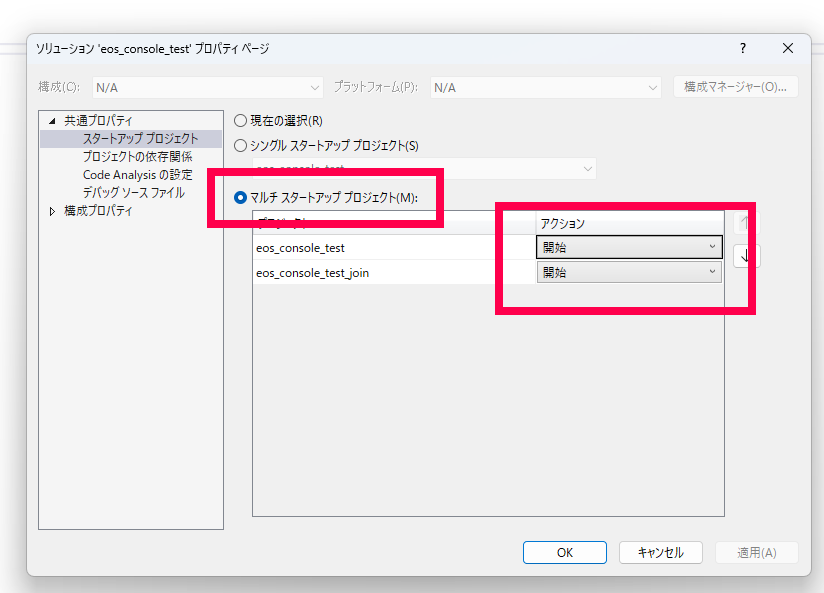 ソリューション 'eos_console_test' プロパティ ページ
?
構成(C): N/A プラットフォーム(P): N/A 構成マネージャー(O)...
共通プロパティ
スタートアップ プロジェクト
プロジェクトの依存関係
Code Analysis の設定
デバッグ ソース ファイル
構成プロパティ
現在の選択(R)
シングル スタートアップ プロジェクト(S)
eos_console_test
マルチ スタートアップ プロジェクト(M):
プロジェクト アクション
eos_console_test 開始
eos_console_test_join 開始
OK キャンセル 適用(A)